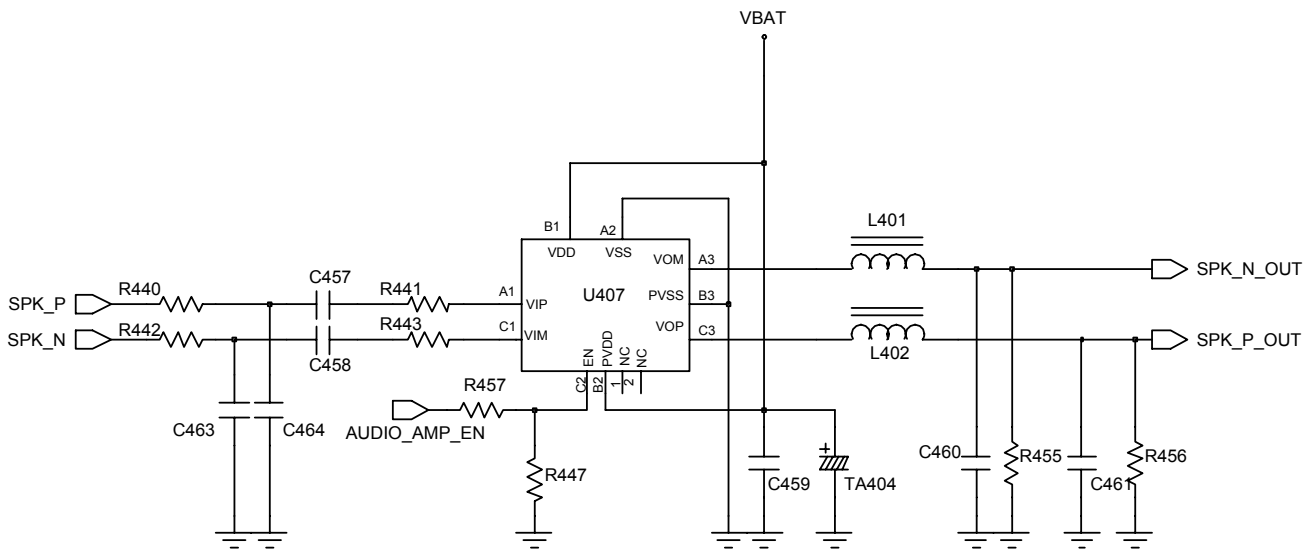 VBAT
L401
B1
A2
VDD
VSS
VOM
A3
SPK_N_OUT
C457
R440
R441
A1
U407
SPK_P
VIP
PVSS
B3
R442
R443
C1
VOP
C3
SPK_N
VIM
SPK_P_OUT
C458
L402
EN
PVDD
NC
NC
C2
B2
1
2
R457
C463
C464
AUDIO_AMP_EN
+
C460
R455
R456
R447
C459
TA404
C461